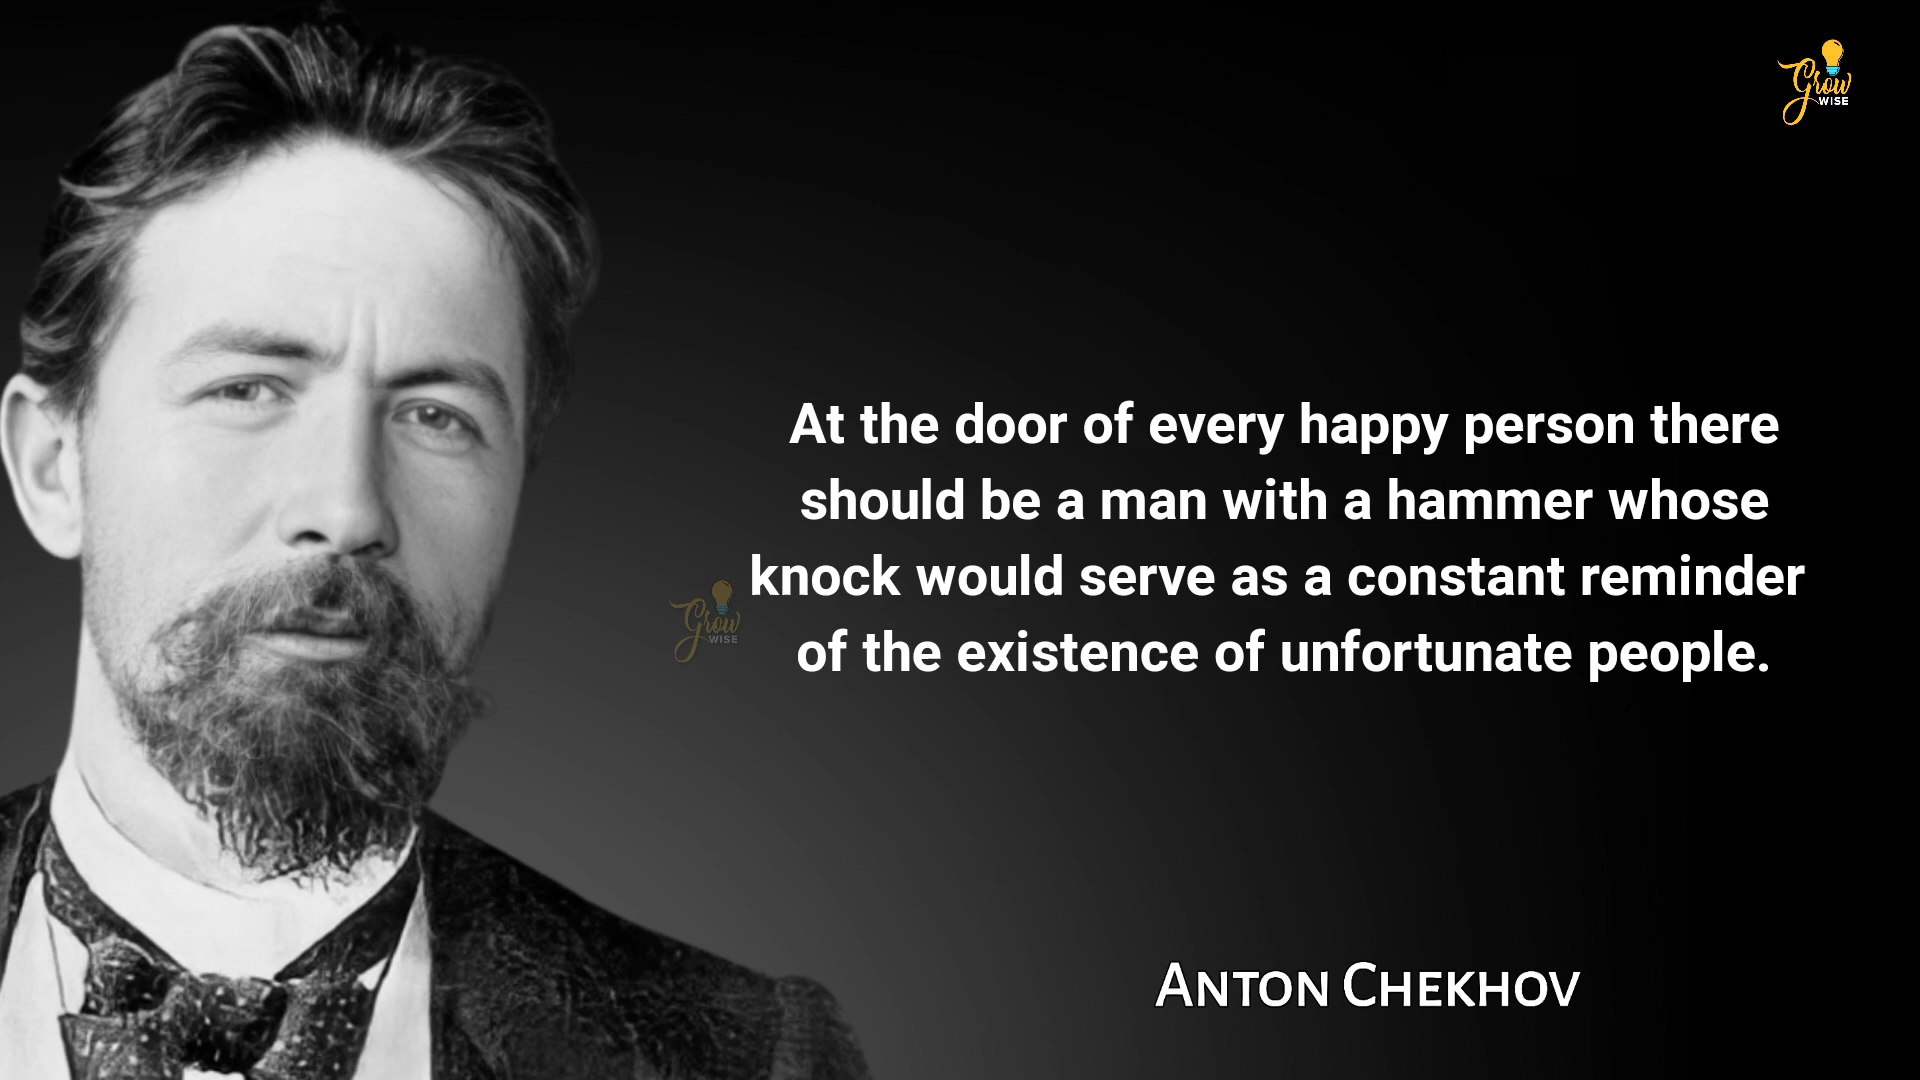 Grow
WISE
At the door of every happy person there
should be a man with a hammer whose
knock would serve as a constant reminder
of the existence of unfortunate people.
Grow
WISE
Anton Chekhov